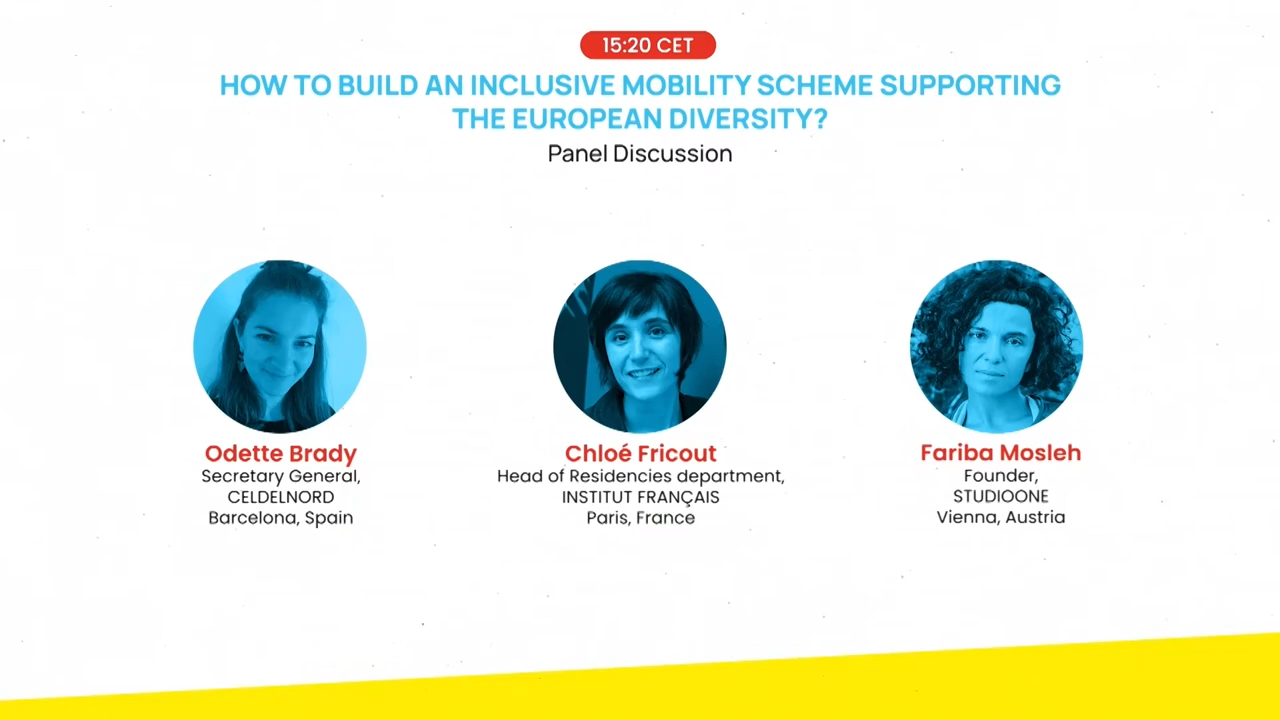 15:20 CET
HOW TO BUILD AN INCLUSIVE MOBILITY SCHEME SUPPORTING
THE EUROPEAN DIVERSITY?
Panel Discussion
Odette Brady
Secretary General,
CELDELNORD
Barcelona, Spain
Chloé Fricout
Head of Residencies department,
INSTITUT FRANÇAIS
Paris, France
Fariba Mosleh
Founder,
STUDIOONE
Vienna, Austria